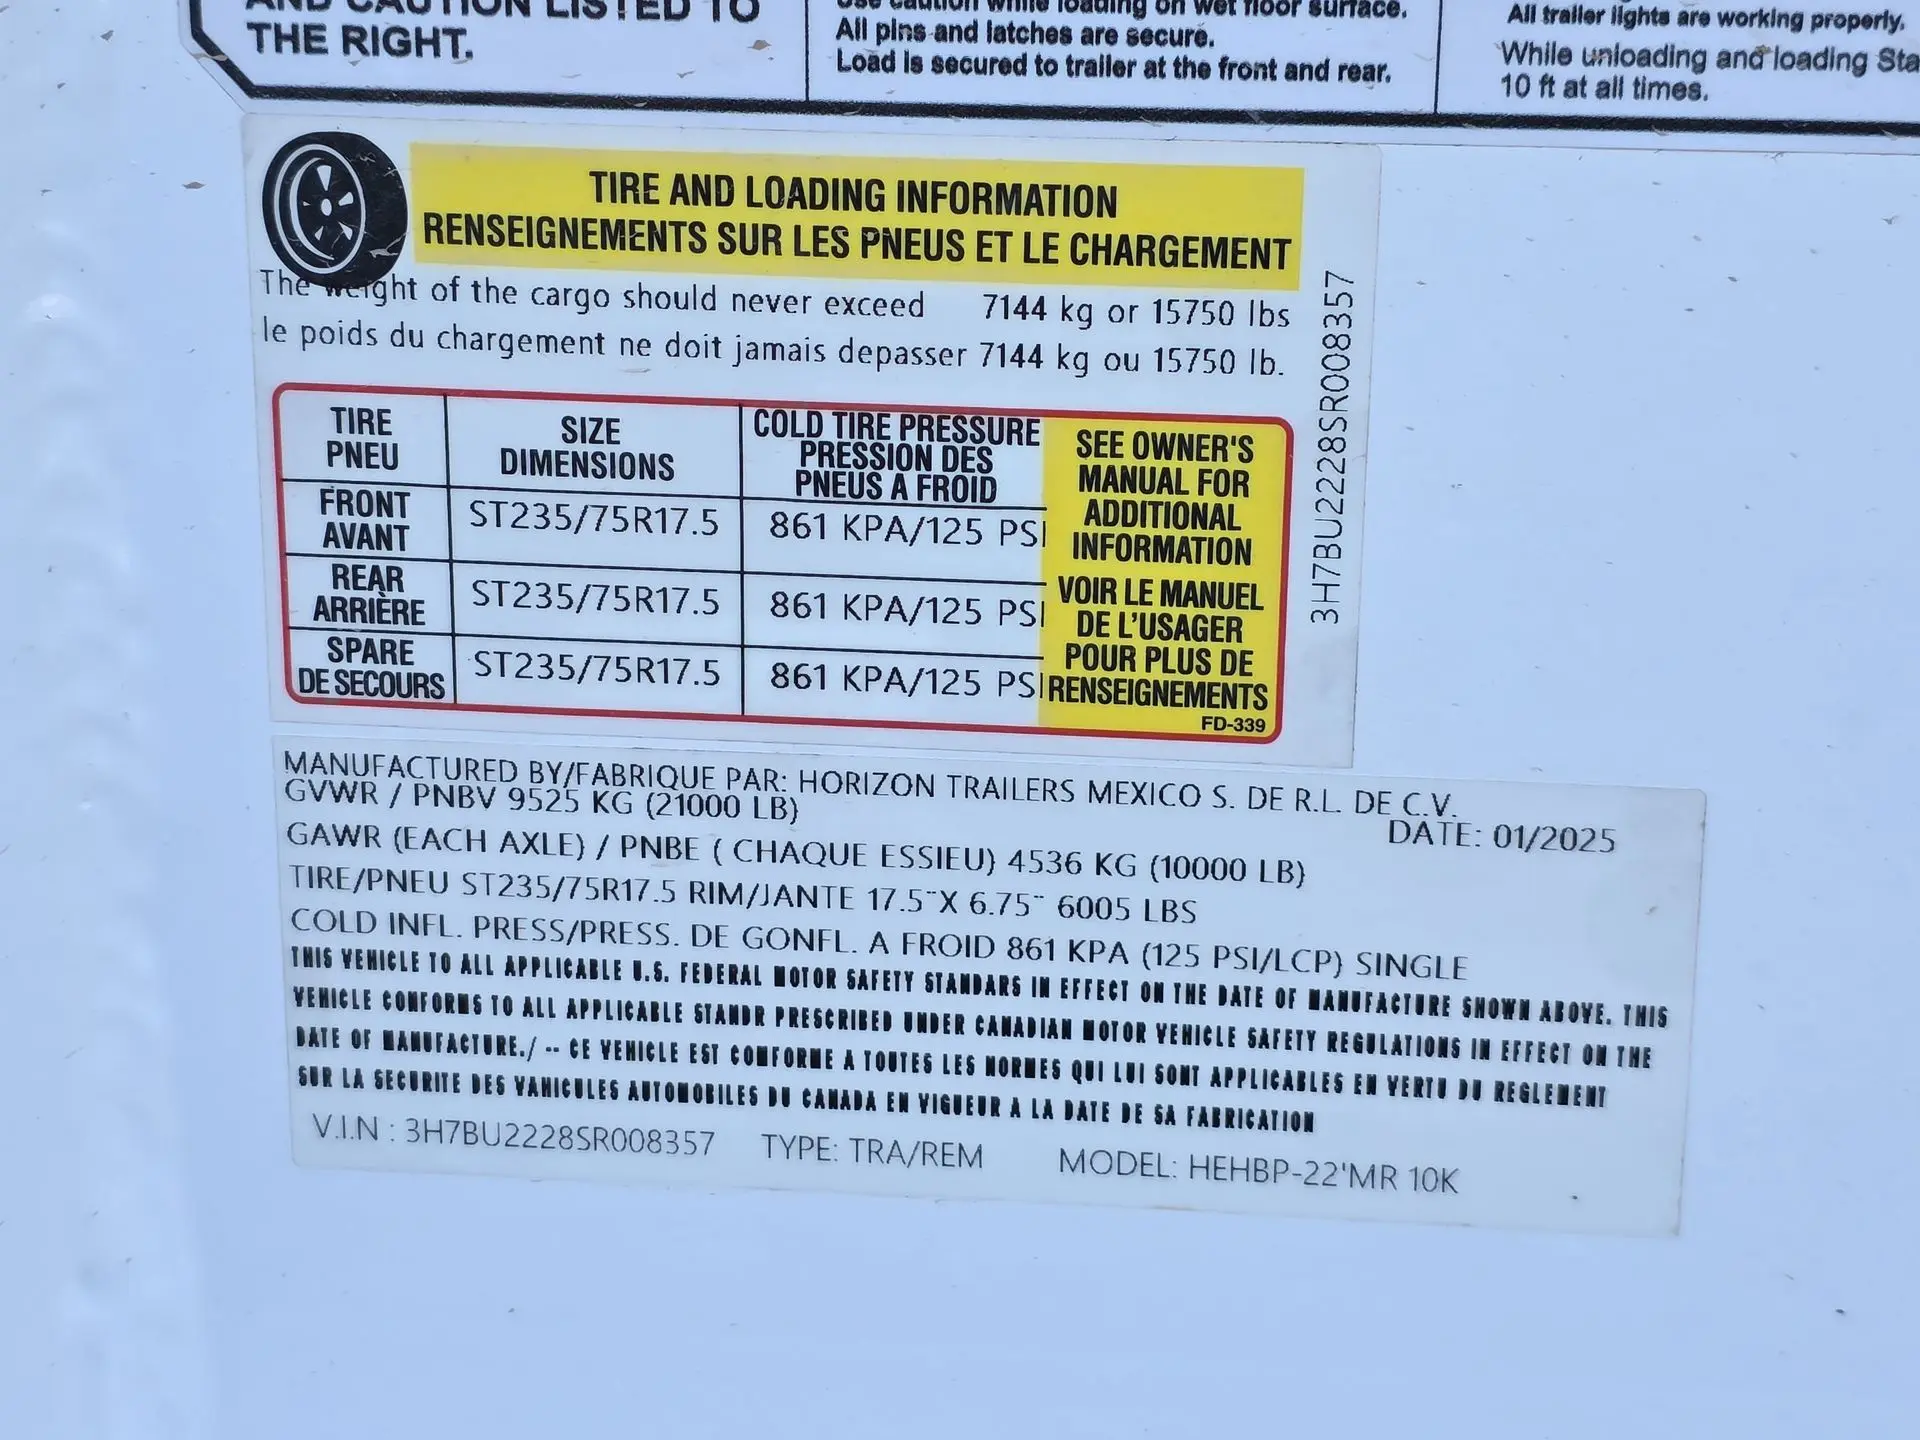 AND CAUTION LISTED TO
THE RIGHT.
Use caution while loading on wet floor surface.
All pins and latches are secure.
Load is secured to trailer at the front and rear.
All trailer lights are working properly.
While unloading and loading Sta
10 ft at all times.
TIRE AND LOADING INFORMATION
RENSEIGNEMENTS SUR LES PNEUS ET LE CHARGEMENT
The weight of the cargo should never exceed 7144 kg or 15750 lbs
le poids du chargement ne doit jamais depasser 7144 kg ou 15750 lb.
TIRE
PNEU
SIZE
DIMENSIONS
COLD TIRE PRESSURE
PRESSION DES
PNEUS A FROID
FRONT
AVANT
ST235/75R17.5
861 KPA/125 PSI
REAR
ARRIÈRE
ST235/75R17.5
861 KPA/125 PSI
SPARE
DE SECOURS
ST235/75R17.5
861 KPA/125 PSI
SEE OWNER'S
MANUAL FOR
ADDITIONAL
INFORMATION
VOIR LE MANUEL
DE L'USAGER
POUR PLUS DE
RENSEIGNEMENTS
FD-339
3H7BU2228SR008357
MANUFACTURED BY/FABRIQUE PAR: HORIZON TRAILERS MEXICO S. DE R.L. DE C.V.
GVWR / PNBV 9525 KG (21000 LB)
DATE: 01/2025
GAWR (EACH AXLE) / PNBE ( CHAQUE ESSIEU) 4536 KG (10000 LB)
TIRE/PNEU ST235/75R17.5 RIM/JANTE 17.5"X 6.75" 6005 LBS
COLD INFL. PRESS/PRESS. DE GONFL. A FROID 861 KPA (125 PSI/LCP) SINGLE
THIS VEHICLE TO ALL APPLICABLE U.S. FEDERAL MOTOR SAFETY STANDARS IN EFFECT ON THE DATE OF MANUFACTURE SHOWN ABOVE. THIS
VEHICLE CONFORMS TO ALL APPLICABLE STANDR PRESCRIBED UNDER CANADIAN MOTOR VEHICLE SAFETY REGULATIONS IN EFFECT ON THE
DATE OF MANUFACTURE./ -- CE VEHICLE EST CONFORME A TOUTES LES NORMES QUI LUI SONT APPLICABLES EN VERTU DU REGLEMENT
SUR LA SECURITE DES VAHICULES AUTOMOBILES DU CANADA EN VIGUEUR A LA DATE DE SA FABRICATION
V.I.N : 3H7BU2228SR008357 TYPE: TRA/REM MODEL: HEHBP-22'MR 10K